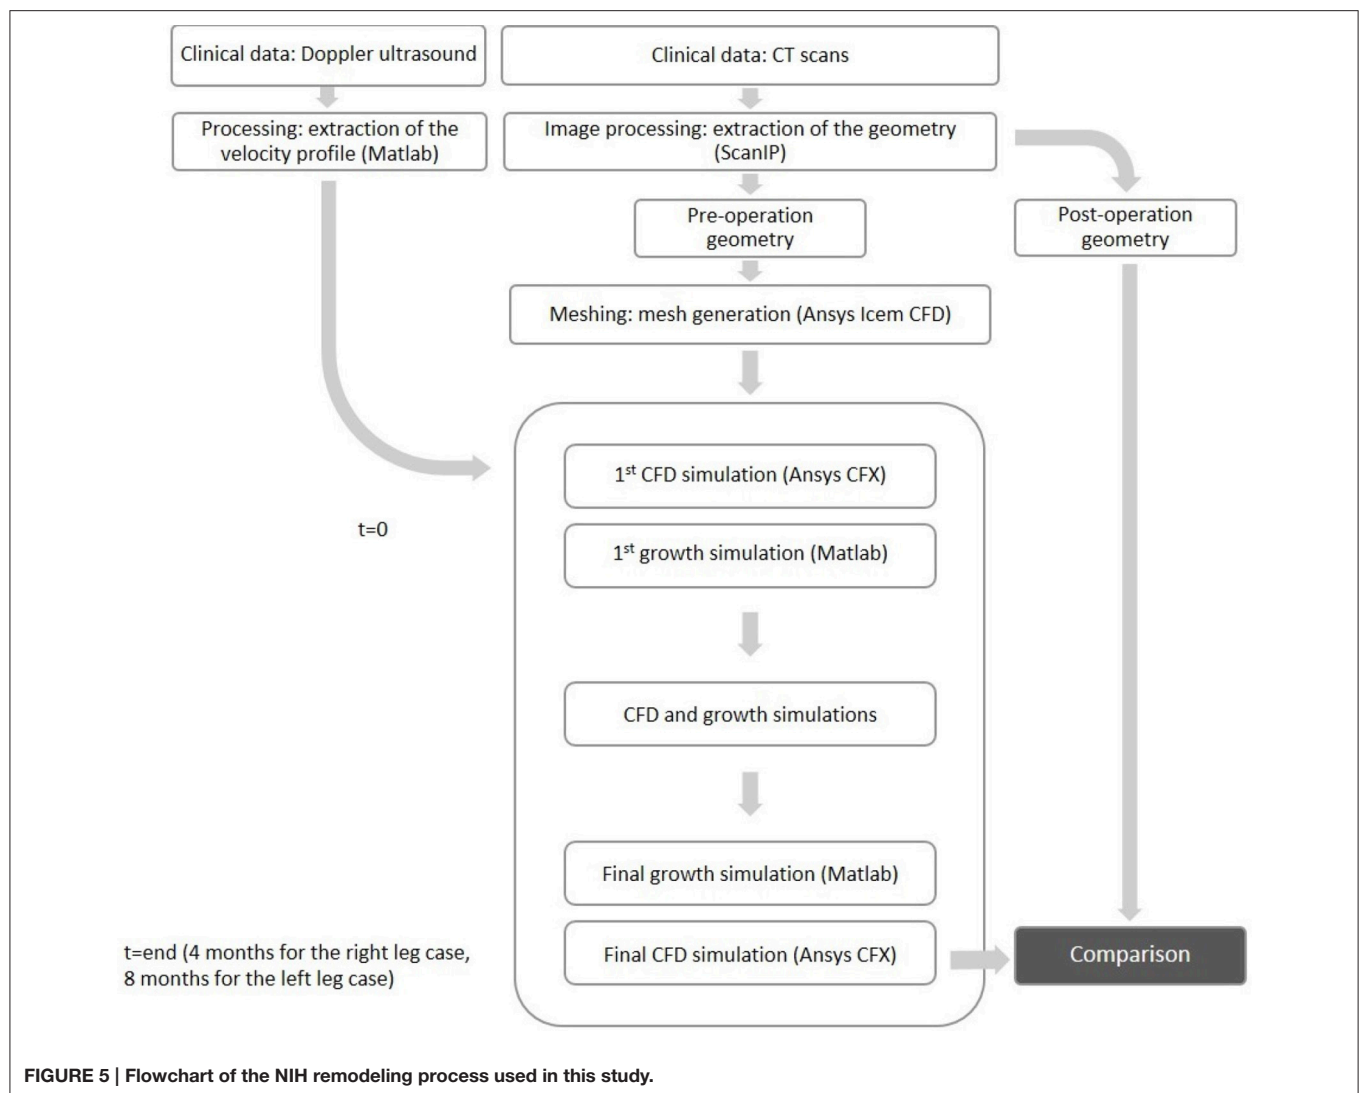 Clinical data: Doppler ultrasound
Clinical data: CT scans
Processing: extraction of the
velocity profile (Matlab)
Image processing: extraction of the geometry
(ScanIP)
Pre-operation
geometry
Post-operation
geometry
Meshing: mesh generation (Ansys Icem CFD)
1st CFD simulation (Ansys CFX)
t=0
1st growth simulation (Matlab)
CFD and growth simulations
Final growth simulation (Matlab)
t=end (4 months for the right leg case,
8 months for the left leg case)
Final CFD simulation (Ansys CFX)
Comparison
FIGURE 5 | Flowchart of the NIH remodeling process used in this study.